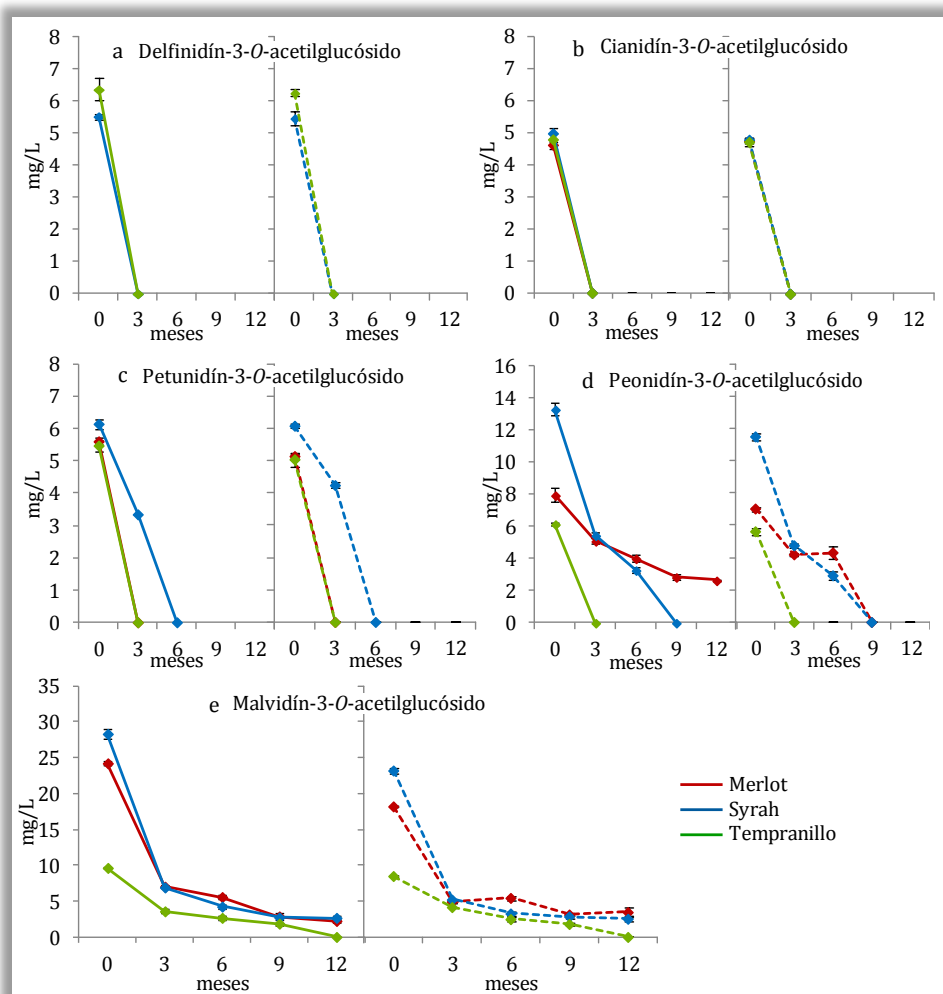 a Delfinidín-3-O-acetilglúcósido
8
7
6
5
4
3
2
1
0
mg/L
0 3 6 9 12 0 3 6 9 12
meses meses
b Cianidín-3-O-acetilglucósido
8
7
6
5
4
3
2
1
0
mg/L
0 3 6 9 12 0 3 6 9 12
meses meses
c Petunidín-3-O-acetilglucósido
8
7
6
5
4
3
2
1
0
mg/L
0 3 6 9 12 0 3 6 9 12
meses meses
d Peonidín-3-O-acetilglucósido
16
14
12
10
8
6
4
2
0
mg/L
0 3 6 9 12 0 3 6 9 12
meses meses
e Malvidín-3-O-acetilglucósido
35
30
25
20
15
10
5
0
mg/L
0 3 6 9 12 0 3 6 9 12
meses meses
Merlot
Syrah
Tempranillo